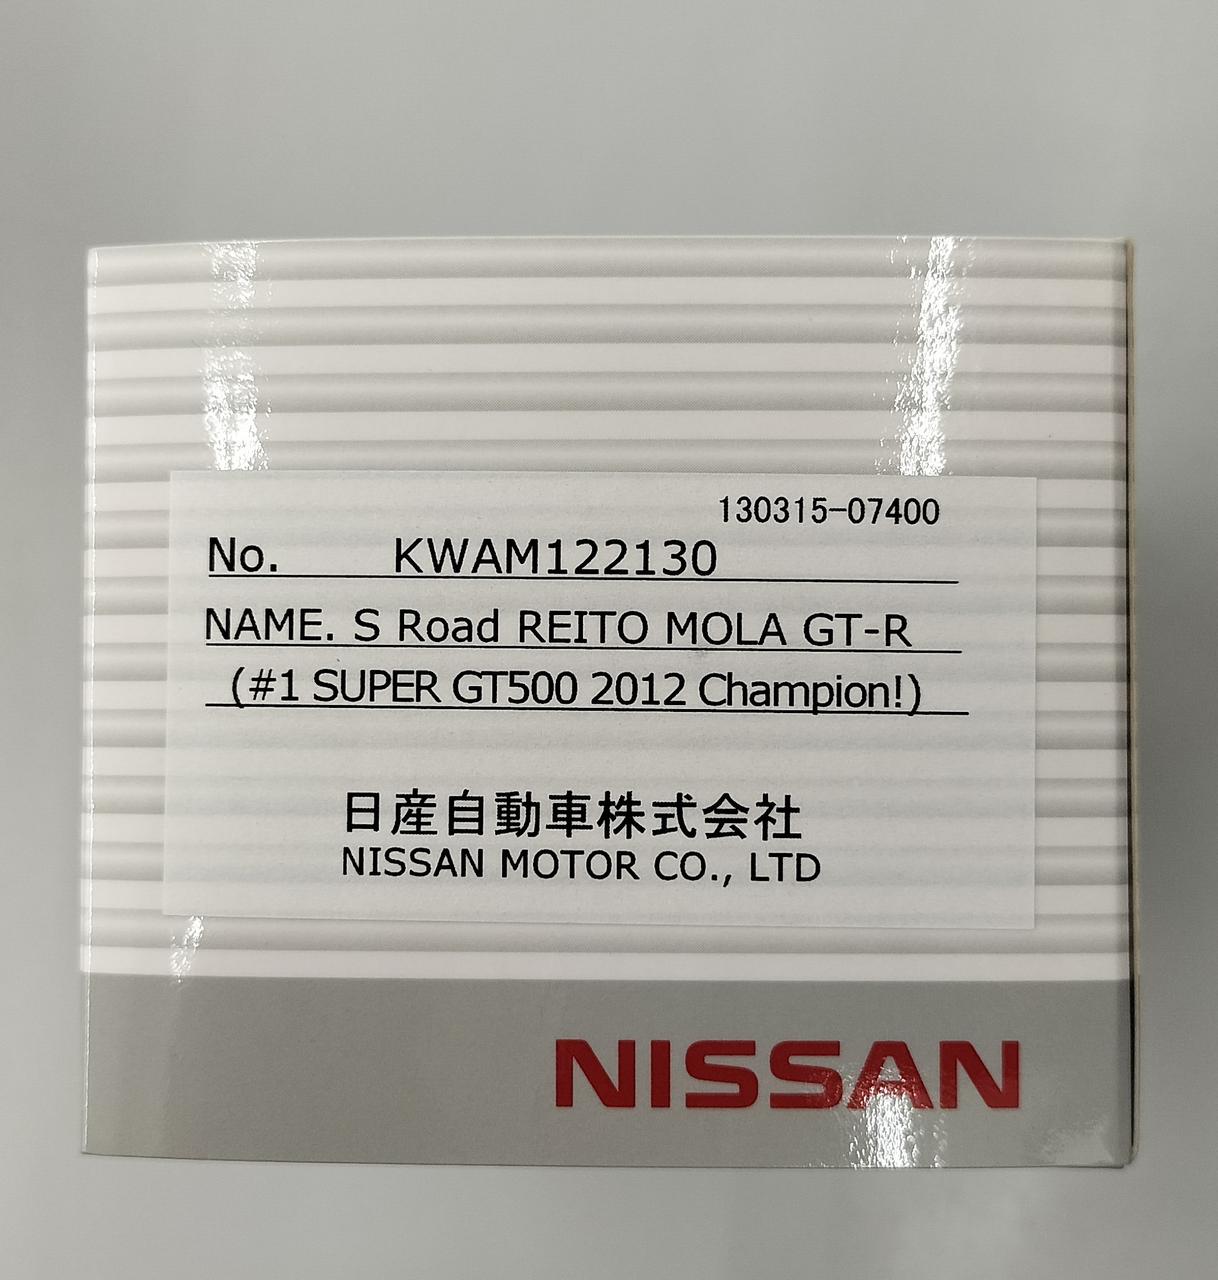 130315-07400
No. KWAM122130
NAME. S Road REITO MOLA GT-R
(#1 SUPER GT500 2012 Champion!)
日産自動車株式会社
NISSAN MOTOR CO., LTD
NISSAN